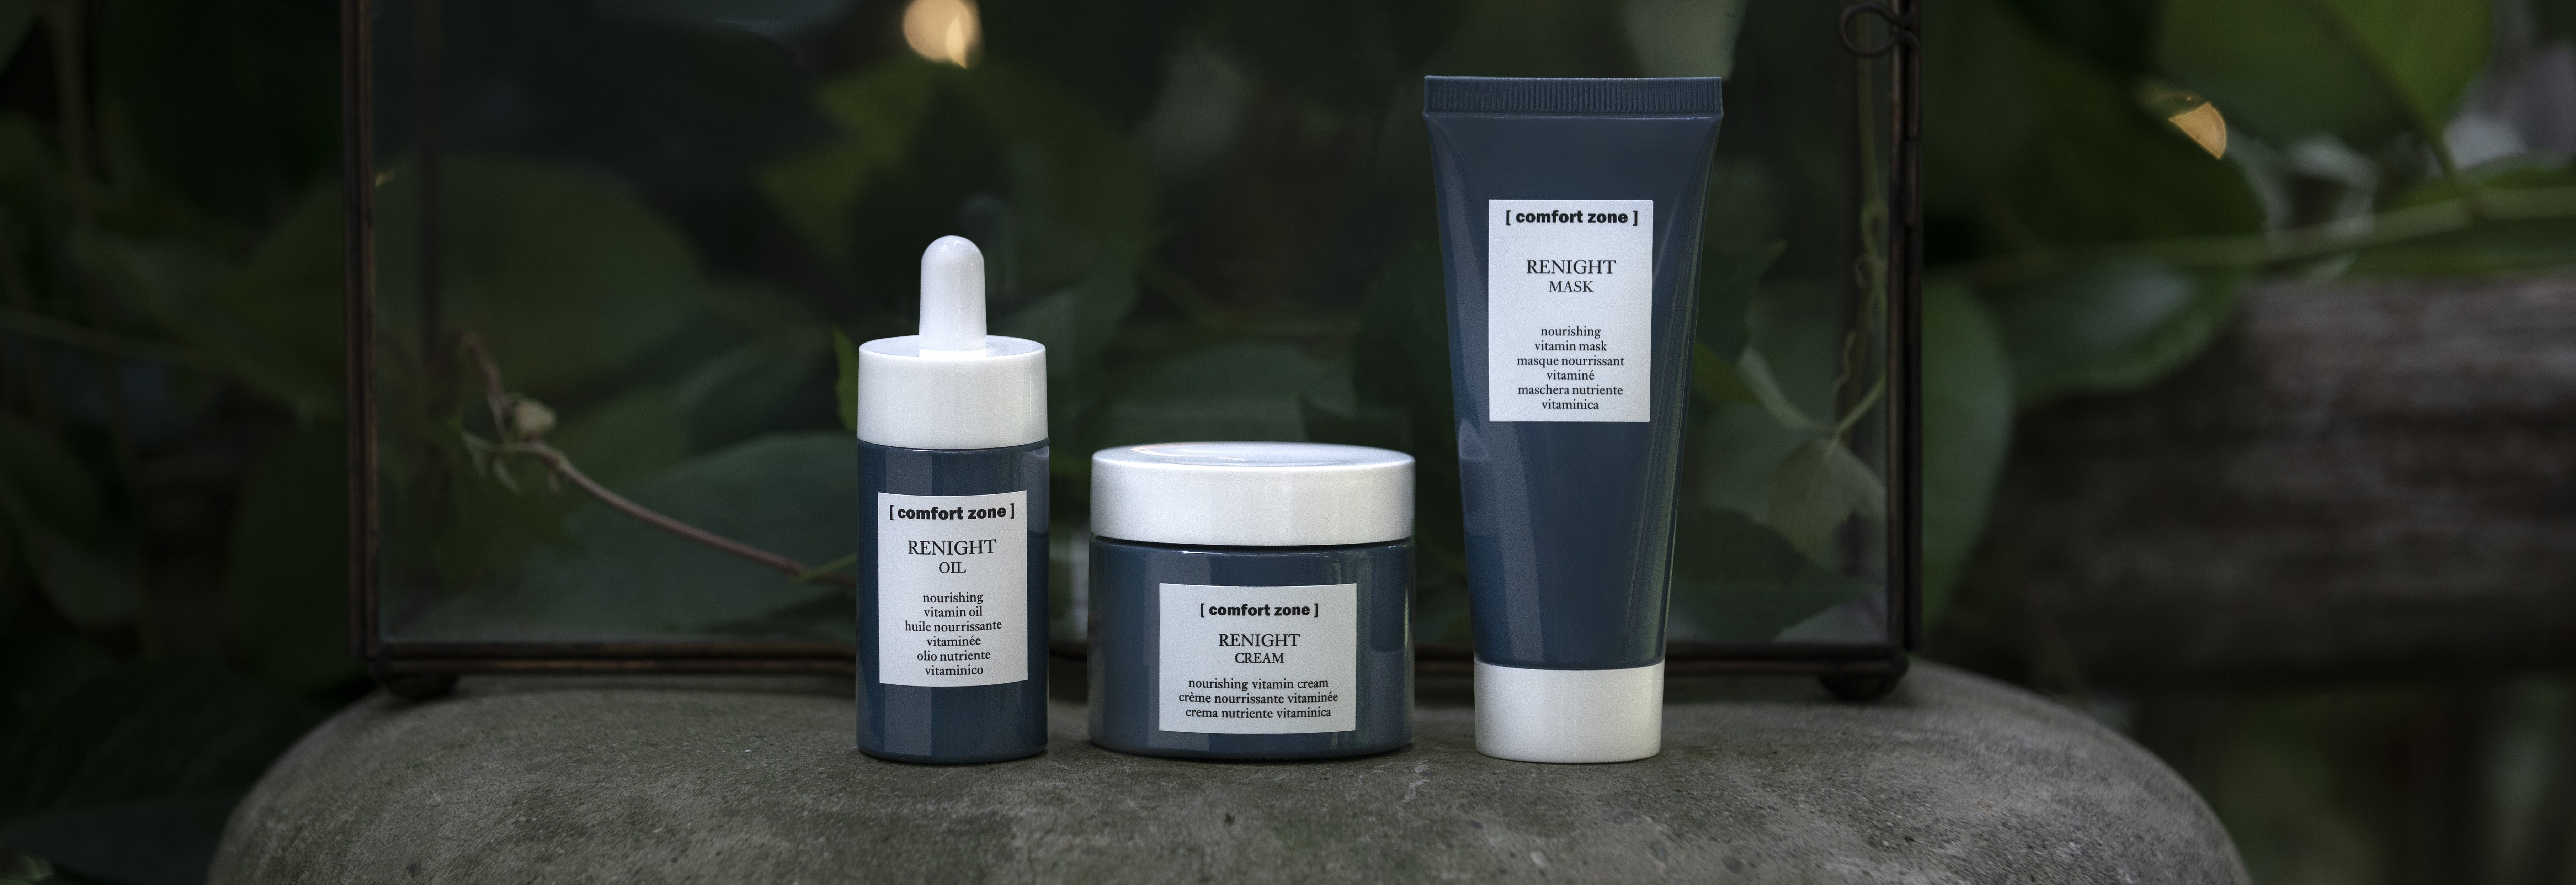 [ comfort zone ]
RENIGHT
OIL
nourishing
vitamin oil
huile nourrissante
vitaminée
olio nutriente
vitaminico
[ comfort zone ]
RENIGHT
CREAM
nourishing vitamin cream
crème nourrissante vitaminée
crema nutriente vitaminica
[ comfort zone ]
RENIGHT
MASK
nourishing
vitamin mask
masque nourrissant
vitaminé
maschera nutriente
vitaminica